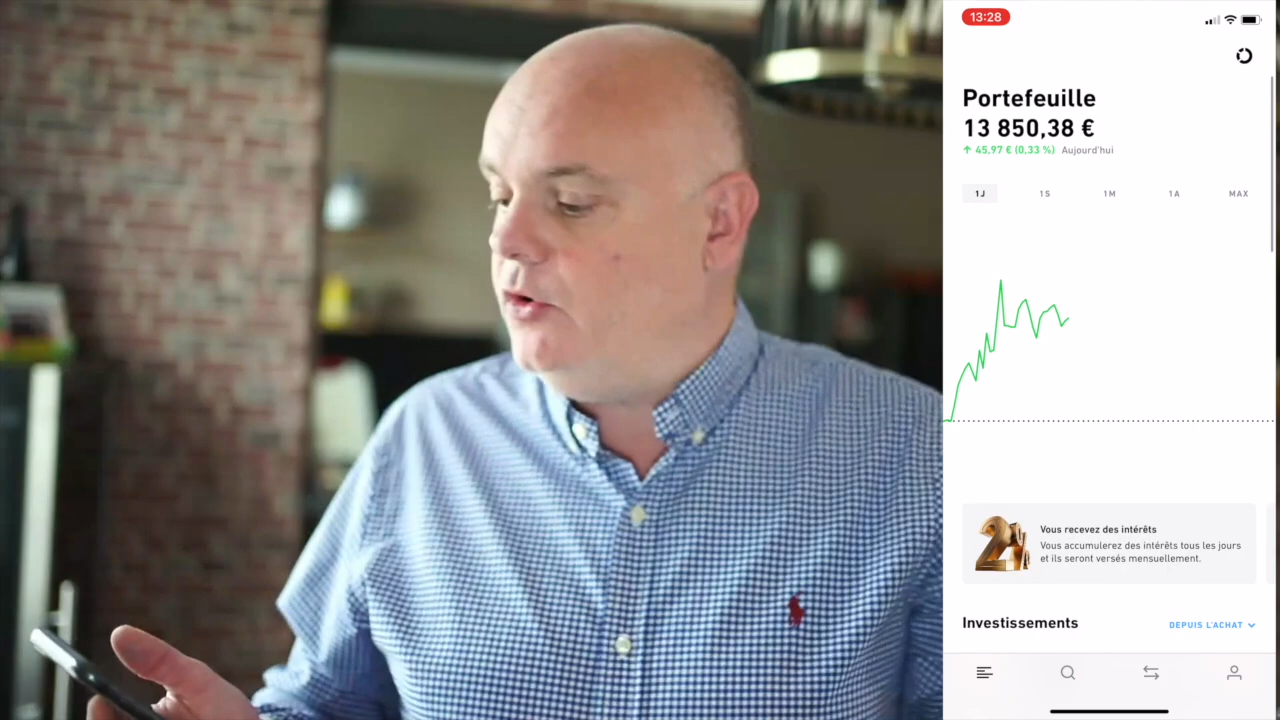 13:28
Portefeuille
13 850,38 €
↑ 45,97 € (0,33 %) Aujourd'hui
1J 1S 1M 1A MAX
Vous recevez des intérêts
Vous accumulerez des intérêts tous les jours
et ils seront versés mensuellement.
Investissements
DEPUIS L'ACHAT